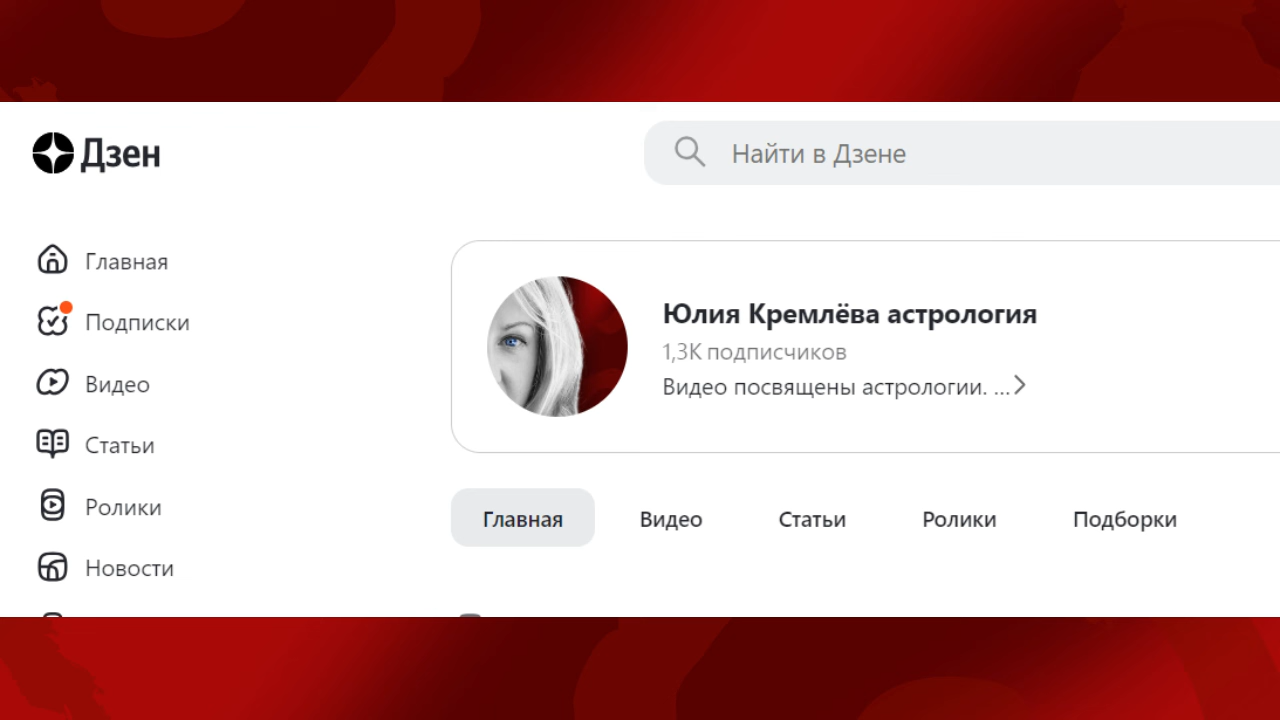 Дзен
Найти в Дзене
Главная
Подписки
Видео
Статьи
Ролики
Новости
Юлия Кремлёва астрология
1,3K подписчиков
Видео посвящены астрологии. ...
Главная Видео Статьи Ролики Подборки